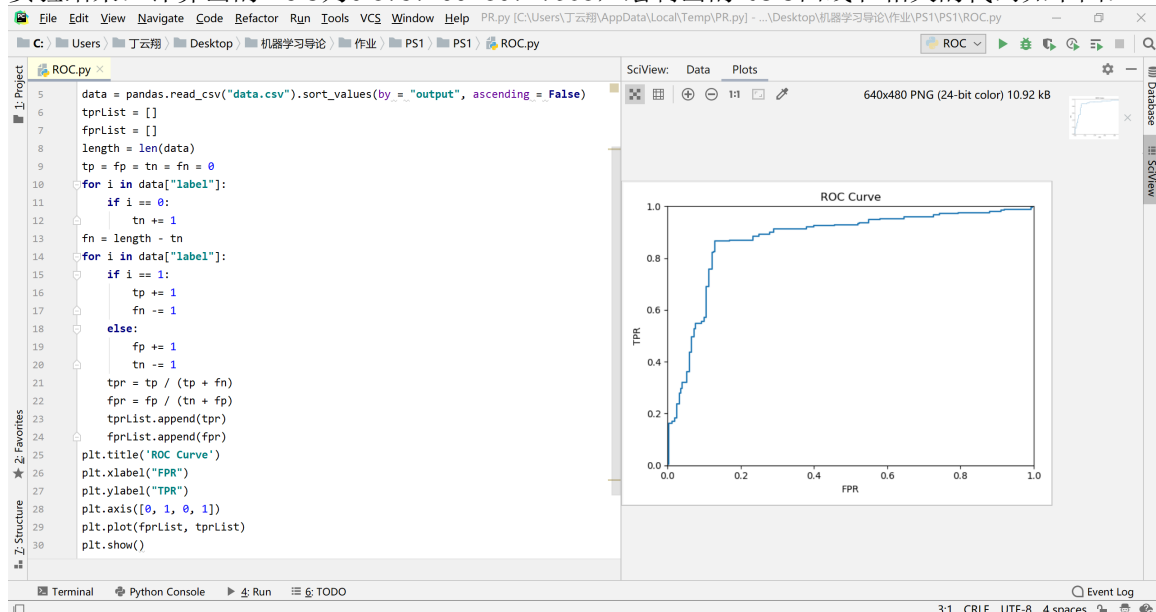 File Edit View Navigate Code Refactor Run Tools VCS Window Help PR.py [C:\Users\丁云翔\AppData\Local\Temp\PR.py] - ...\Desktop\机器学习导论\作业\PS1\PS1\ROC.py
C: Users 丁云翔 Desktop 机器学习导论 作业 PS1 PS1 ROC.py ROC
1: Project
ROC.py
5 data = pandas.read_csv("data.csv").sort_values(by = "output", ascending = False)
6 tprList = []
7 fprList = []
8 length = len(data)
9 tp = fp = tn = fn = 0
10 for i in data["label"]:
11 if i == 0:
12 tn += 1
13 fn = length - tn
14 for i in data["label"]:
15 if i == 1:
16 tp += 1
17 fn -= 1
18 else:
19 fp += 1
20 tn -= 1
21 tpr = tp / (tp + fn)
22 fpr = fp / (tn + fp)
23 tprList.append(tpr)
24 fprList.append(fpr)
25 plt.title('ROC Curve')
26 plt.xlabel("FPR")
27 plt.ylabel("TPR")
28 plt.axis([0, 1, 0, 1])
29 plt.plot(fprList, tprList)
30 plt.show()
2: Favorites
7: Structure
SciView: Data Plots
1:1
640x480 PNG (24-bit color) 10.92 kB
Database
SciView
ROC Curve
1.0
0.8
0.6
0.4
0.2
0.0
TPR
0.0 0.2 0.4 0.6 0.8 1.0
FPR
Terminal Python Console 4: Run 6: TODO Event Log
3:1 CRLF UTF-8 4 spaces